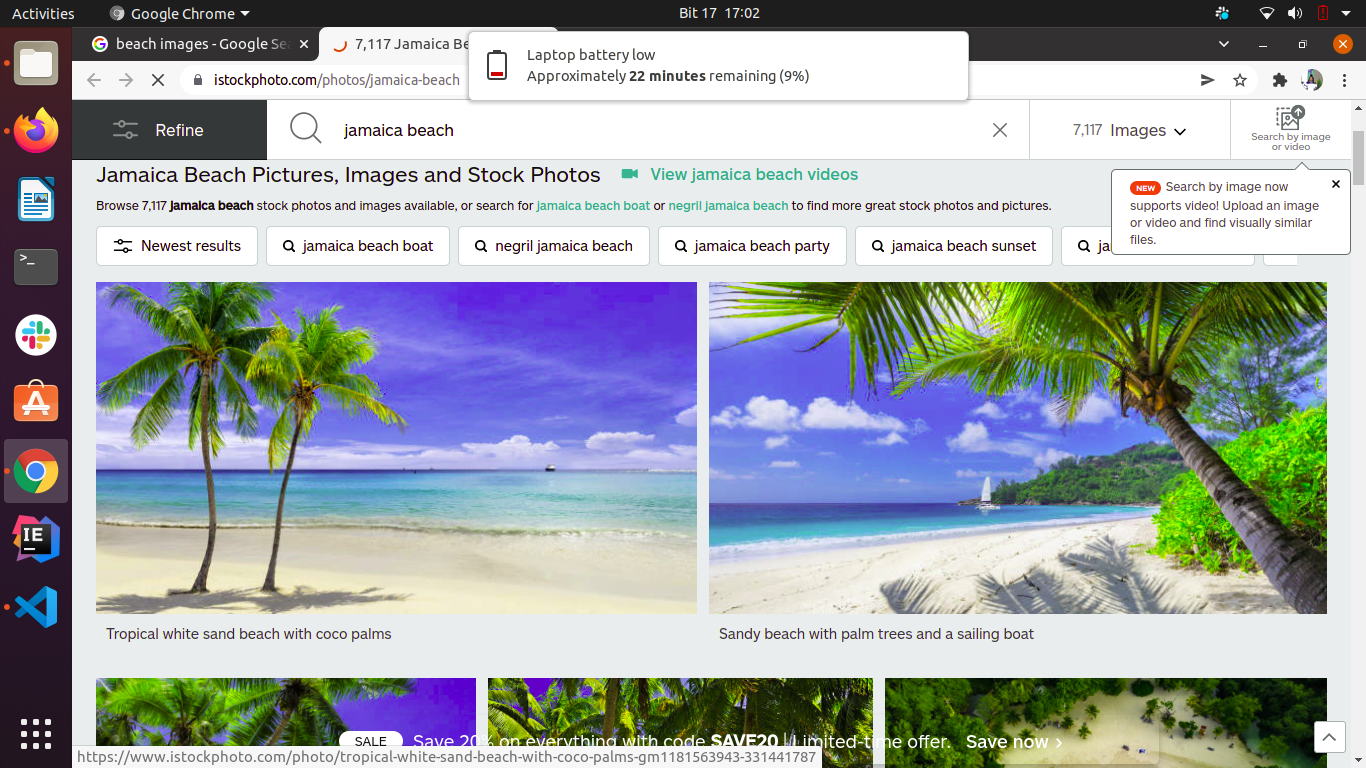 Activities
Google Chrome
Bit 17 17:02
beach images - Google Se
7,117 Jamaica Be
Laptop battery low
Approximately 22 minutes remaining (9%)
istockphoto.com/photos/jamaica-beach
Refine
jamaica beach
7,117 Images
Search by image
or video
Jamaica Beach Pictures, Images and Stock Photos
View jamaica beach videos
NEW Search by image now
supports video! Upload an image
or video and find visually similar
files.
Browse 7,117 jamaica beach stock photos and images available, or search for jamaica beach boat or negril jamaica beach to find more great stock photos and pictures.
Newest results
jamaica beach boat
negril jamaica beach
jamaica beach party
jamaica beach sunset
Tropical white sand beach with coco palms
Sandy beach with palm trees and a sailing boat
SALE Save 20% on everything with code SAVE20 | Limited-time offer. Save now
https://www.istockphoto.com/photo/tropical-white-sand-beach-with-coco-palms-gm1181563943-331441787
>_
IE